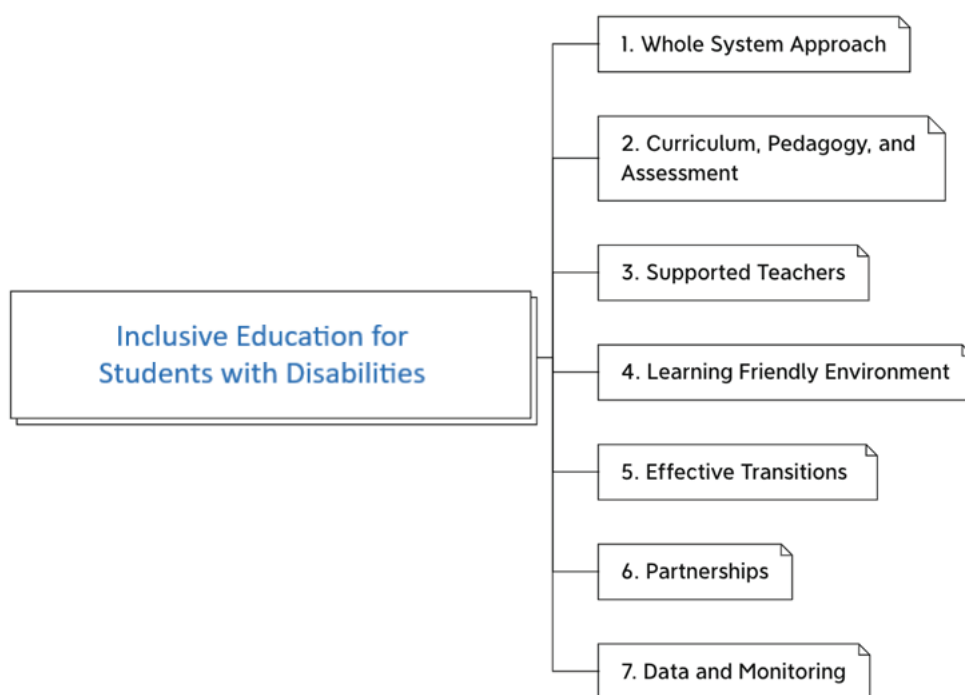 1. Whole System Approach
2. Curriculum, Pedagogy, and
Assessment
3. Supported Teachers
Inclusive Education for
Students with Disabilities
4. Learning Friendly Environment
5. Effective Transitions
6. Partnerships
7. Data and Monitoring